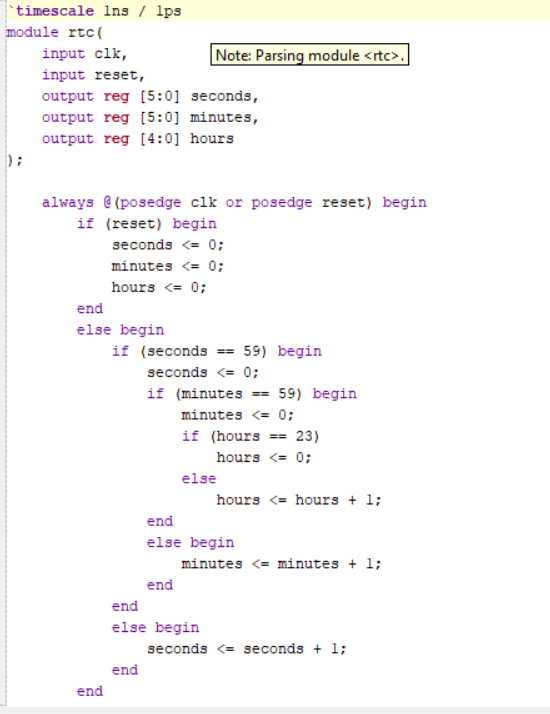 `timescale 1ns / 1ps
module rtc(
    input clk,
Note: Parsing module <rtc>.
    input reset,
    output reg [5:0] seconds,
    output reg [5:0] minutes,
    output reg [4:0] hours
);
    always @(posedge clk or posedge reset) begin
        if (reset) begin
            seconds <= 0;
            minutes <= 0;
            hours <= 0;
        end
        else begin
            if (seconds == 59) begin
                seconds <= 0;
                if (minutes == 59) begin
                    minutes <= 0;
                    if (hours == 23)
                        hours <= 0;
                    else
                        hours <= hours + 1;
                end
                else begin
                    minutes <= minutes + 1;
                end
            end
            else begin
                seconds <= seconds + 1;
            end
        end